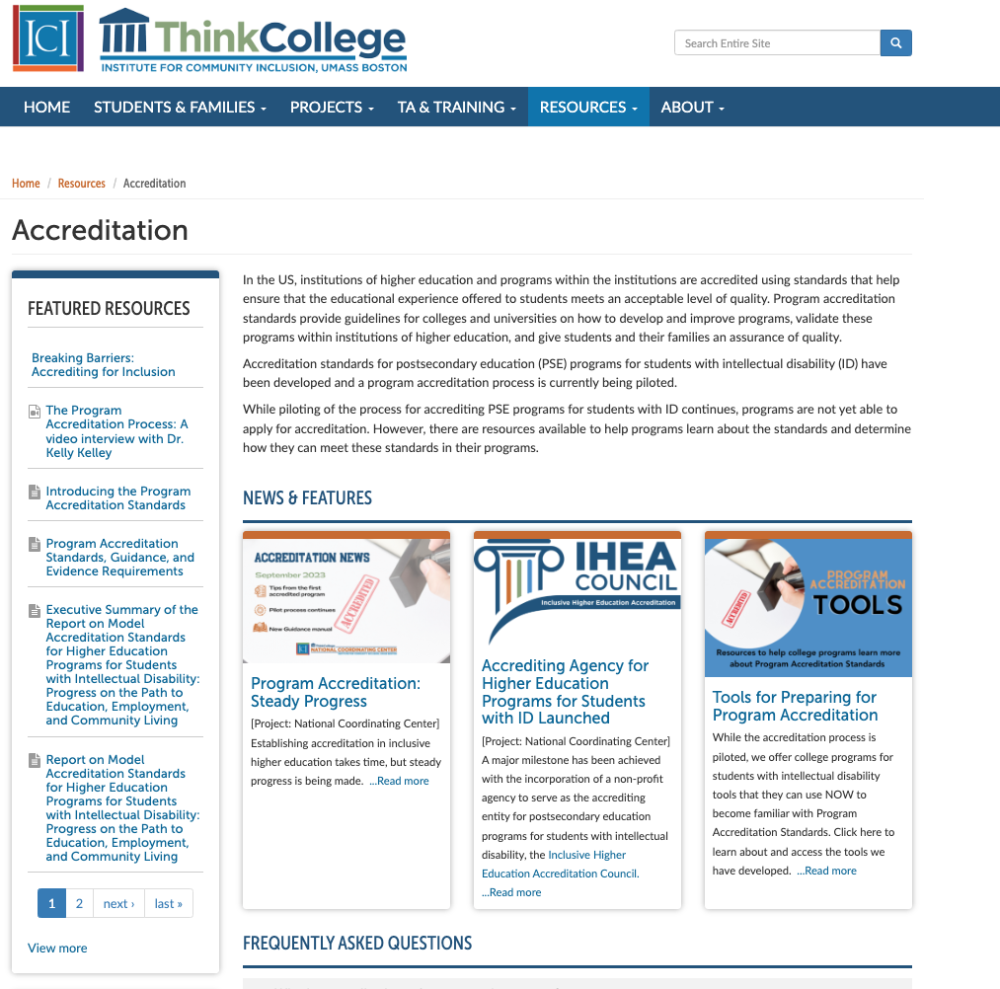 ICI
ThinkCollege
INSTITUTE FOR COMMUNITY INCLUSION, UMASS BOSTON
Search Entire Site
HOME STUDENTS & FAMILIES PROJECTS TA & TRAINING RESOURCES ABOUT
Home / Resources / Accreditation
Accreditation
FEATURED RESOURCES
Breaking Barriers:
Accrediting for Inclusion
The Program
Accreditation Process: A
video interview with Dr.
Kelly Kelley
Introducing the Program
Accreditation Standards
Program Accreditation
Standards, Guidance, and
Evidence Requirements
Executive Summary of the
Report on Model
Accreditation Standards
for Higher Education
Programs for Students
with Intellectual Disability:
Progress on the Path to
Education, Employment,
and Community Living
Report on Model
Accreditation Standards
for Higher Education
Programs for Students
with Intellectual Disability:
Progress on the Path to
Education, Employment,
and Community Living
1 2 next › last »
View more
In the US, institutions of higher education and programs within the institutions are accredited using standards that help
ensure that the educational experience offered to students meets an acceptable level of quality. Program accreditation
standards provide guidelines for colleges and universities on how to develop and improve programs, validate these
programs within institutions of higher education, and give students and their families an assurance of quality.
Accreditation standards for postsecondary education (PSE) programs for students with intellectual disability (ID) have
been developed and a program accreditation process is currently being piloted.
While piloting of the process for accrediting PSE programs for students with ID continues, programs are not yet able to
apply for accreditation. However, there are resources available to help programs learn about the standards and determine
how they can meet these standards in their programs.
NEWS & FEATURES
ACCREDITATION NEWS
September 2023
Tips from the first
accredited program
Pilot process continues
New Guidance manual
ACCREDITED
NATIONAL COORDINATING CENTER
Program Accreditation:
Steady Progress
[Project: National Coordinating Center]
Establishing accreditation in inclusive
higher education takes time, but steady
progress is being made. ...Read more
IHEA
COUNCIL
Inclusive Higher Education Accreditation
Accrediting Agency for
Higher Education
Programs for Students
with ID Launched
[Project: National Coordinating Center]
A major milestone has been achieved
with the incorporation of a non-profit
agency to serve as the accrediting
entity for postsecondary education
programs for students with intellectual
disability, the Inclusive Higher
Education Accreditation Council.
...Read more
ACCREDITED
PROGRAM
ACCREDITATION
TOOLS
Resources to help college programs learn more
about Program Accreditation Standards
Tools for Preparing for
Program Accreditation
While the accreditation process is
piloted, we offer college programs for
students with intellectual disability
tools that they can use NOW to
become familiar with Program
Accreditation Standards. Click here to
learn about and access the tools we
have developed. ...Read more
FREQUENTLY ASKED QUESTIONS